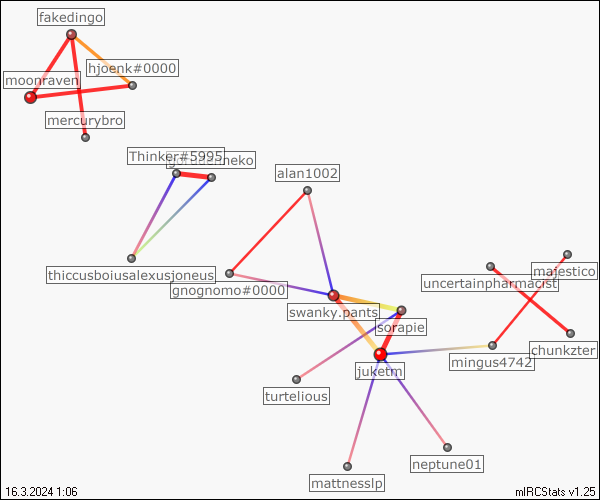 fakedingo
hjoenk#0000
moonraven
mercurybro
Thinker#5995
neko
alan1002
thiccusboiusalexusjoneus
gnognomo#0000
uncertainpharmacist
majestico
swanky.pants
sorapie
chunkzter
mingus4742
juketm
turtelious
neptune01
mattnesslp
16.3.2024 1:06
mIRCStats v1.25